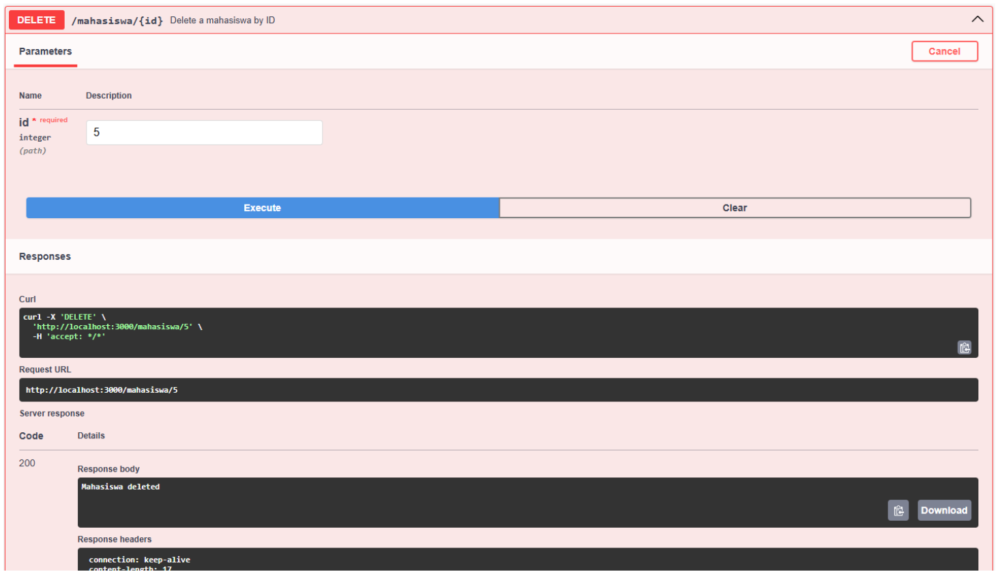 DELETE /mahasiswa/{id} Delete a mahasiswa by ID
Parameters
Cancel
Name Description
id * required
integer
(path)
5
Execute Clear
Responses
Curl
curl -X 'DELETE' \
'http://localhost:3000/mahasiswa/5' \
-H 'accept: */*'
Request URL
http://localhost:3000/mahasiswa/5
Server response
Code Details
200
Response body
Mahasiswa deleted
Download
Response headers
connection: keep-alive
content-length: 17